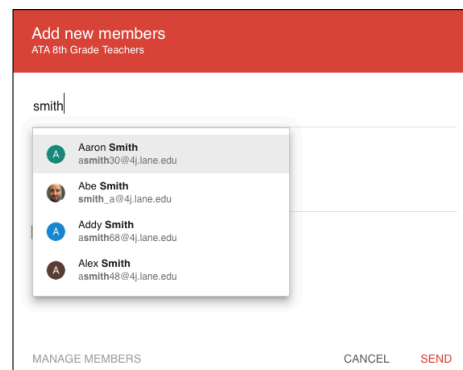 Add new members
ATA 8th Grade Teachers
smith
A
Aaron Smith
asmith30@4j.lane.edu
Abe Smith
smith_a@4j.lane.edu
A
Addy Smith
asmith68@4j.lane.edu
A
Alex Smith
asmith48@4j.lane.edu
MANAGE MEMBERS CANCEL SEND